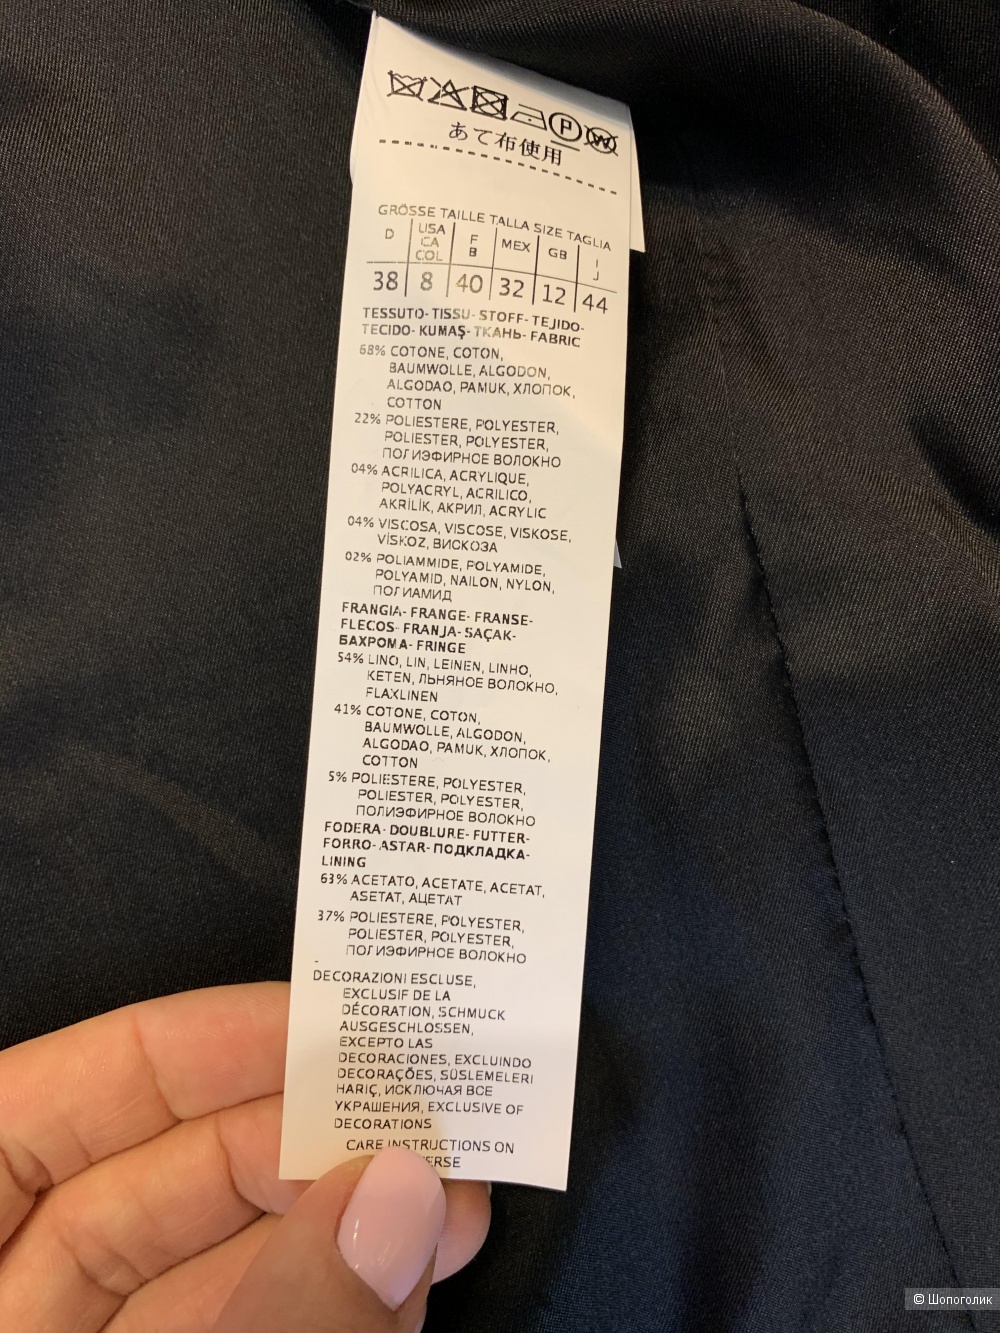 P W
あて布使用
GRÖSSE TAILLE TALLA SIZE TAGLIA
D USA CA COL F B MEX GB I J
38 8 40 32 12 44
TESSUTO- TISSU- STOFF- TEJIDO-
TECIDO- KUMAŞ- ТКАНЬ- FABRIC
68% COTONE, COTON,
BAUMWOLLE, ALGODON,
ALGODAO, PAMUK, ХЛОПОК,
COTTON
22% POLIESTERE, POLYESTER,
POLIESTER, POLYESTER,
ПОЛИЭФИРНОЕ ВОЛОКНО
04% ACRILICA, ACRYLIQUE,
POLYACRYL, ACRILICO,
AKRİLİK, АКРИЛ, ACRYLIC
04% VISCOSA, VISCOSE, VISKOSE,
VİSKOZ, ВИСКОЗА
02% POLIAMMIDE, POLYAMIDE,
POLYAMID, NAILON, NYLON,
ПОЛИАМИД
FRANGIA- FRANGE- FRANSE-
FLECOS- FRANJA- SAÇAK-
БАХРОМА- FRINGE
54% LINO, LIN, LEINEN, LINHO,
KETEN, ЛЬНЯНОЕ ВОЛОКНО,
FLAXLINEN
41% COTONE, COTON,
BAUMWOLLE, ALGODON,
ALGODAO, PAMUK, ХЛОПОК,
COTTON
5% POLIESTERE, POLYESTER,
POLIESTER, POLYESTER,
ПОЛИЭФИРНОЕ ВОЛОКНО
FODERA- DOUBLURE- FUTTER-
FORRO- ASTAR- ПОДКЛАДКА-
LINING
63% ACETATO, ACETATE, ACETAT,
ASETAT, АЦЕТАТ
37% POLIESTERE, POLYESTER,
POLIESTER, POLYESTER,
ПОЛИЭФИРНОЕ ВОЛОКНО
DECORAZIONI ESCLUSE,
EXCLUSIF DE LA
DÉCORATION, SCHMUCK
AUSGESCHLOSSEN,
EXCEPTO LAS
DECORACIONES, EXCLUINDO
DECORAÇÕES, SÜSLEMELERI
HARIÇ, ИСКЛЮЧАЯ ВСЕ
УКРАШЕНИЯ, EXCLUSIVE OF
DECORATIONS
CARE INSTRUCTIONS ON
© Шопоголик